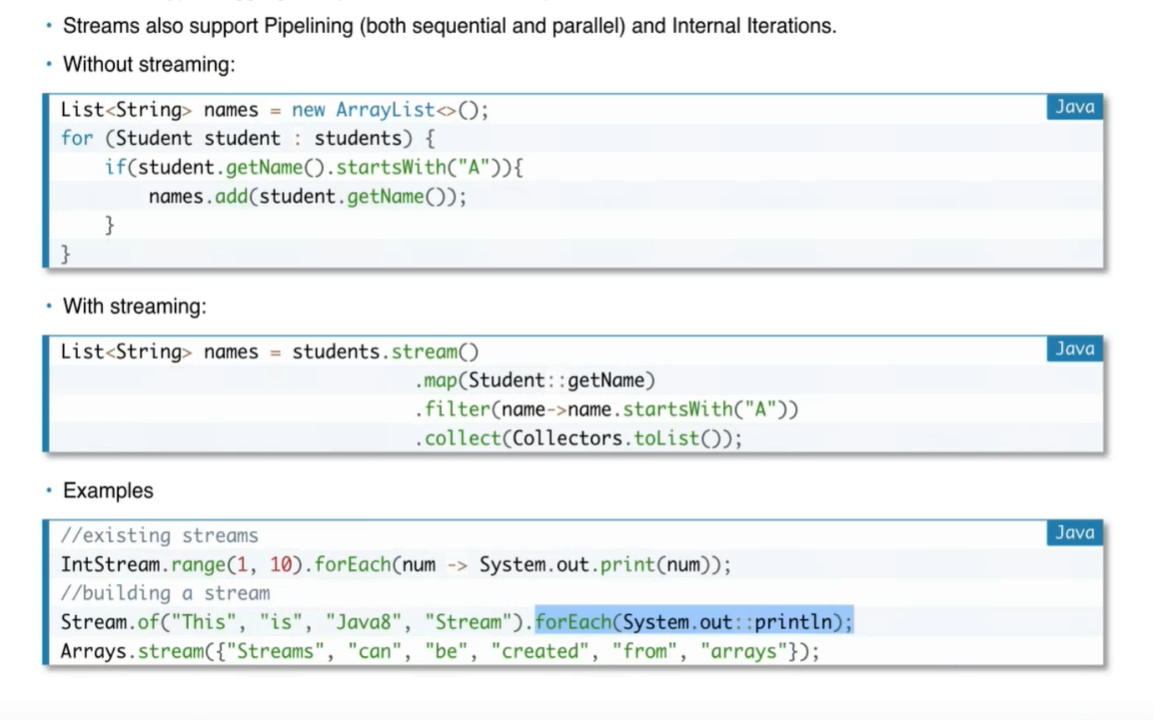 • Streams also support Pipelining (both sequential and parallel) and Internal Iterations.
• Without streaming:
Java
List<String> names = new ArrayList<>();
for (Student student : students) {
    if(student.getName().startsWith("A")){
        names.add(student.getName());
    }
}
• With streaming:
Java
List<String> names = students.stream()
                                .map(Student::getName)
                                .filter(name->name.startsWith("A"))
                                .collect(Collectors.toList());
• Examples
Java
//existing streams
IntStream.range(1, 10).forEach(num -> System.out.print(num));
//building a stream
Stream.of("This", "is", "Java8", "Stream").forEach(System.out::println);
Arrays.stream({"Streams", "can", "be", "created", "from", "arrays"});